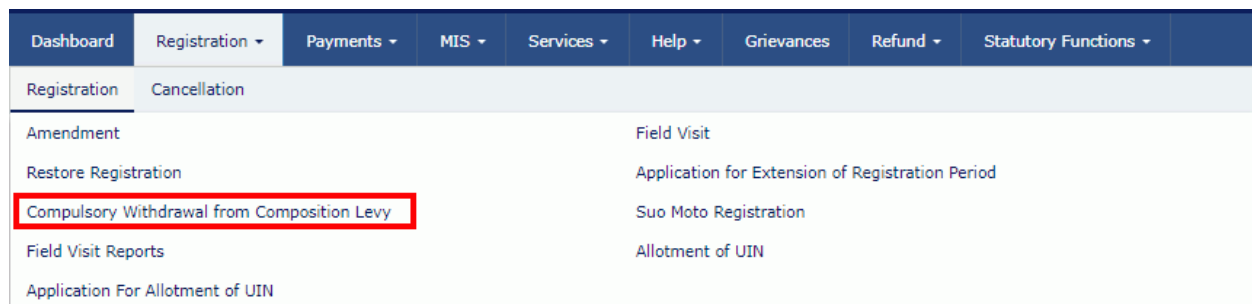 Dashboard Registration Payments MIS Services Help Grievances Refund Statutory Functions
Registration Cancellation
Amendment Field Visit
Restore Registration Application for Extension of Registration Period
Compulsory Withdrawal from Composition Levy Suo Moto Registration
Field Visit Reports Allotment of UIN
Application For Allotment of UIN